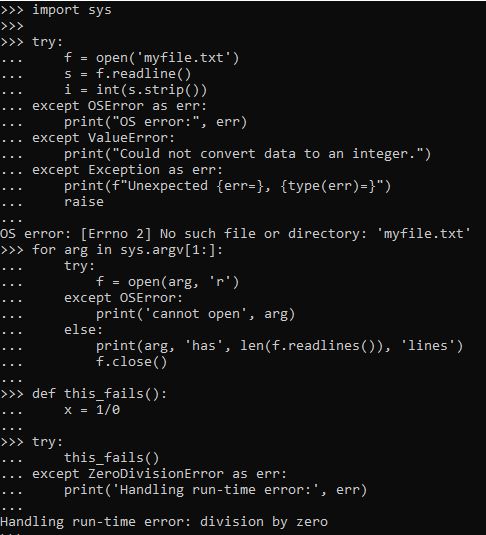 >>> import sys
>>>
>>> try:
...     f = open('myfile.txt')
...     s = f.readline()
...     i = int(s.strip())
... except OSError as err:
...     print("OS error:", err)
... except ValueError:
...     print("Could not convert data to an integer.")
... except Exception as err:
...     print(f"Unexpected {err=}, {type(err)=}")
...     raise
...
OS error: [Errno 2] No such file or directory: 'myfile.txt'
>>> for arg in sys.argv[1:]:
...     try:
...         f = open(arg, 'r')
...     except OSError:
...         print('cannot open', arg)
...     else:
...         print(arg, 'has', len(f.readlines()), 'lines')
...         f.close()
...
>>> def this_fails():
...     x = 1/0
...
>>> try:
...     this_fails()
... except ZeroDivisionError as err:
...     print('Handling run-time error:', err)
...
Handling run-time error: division by zero